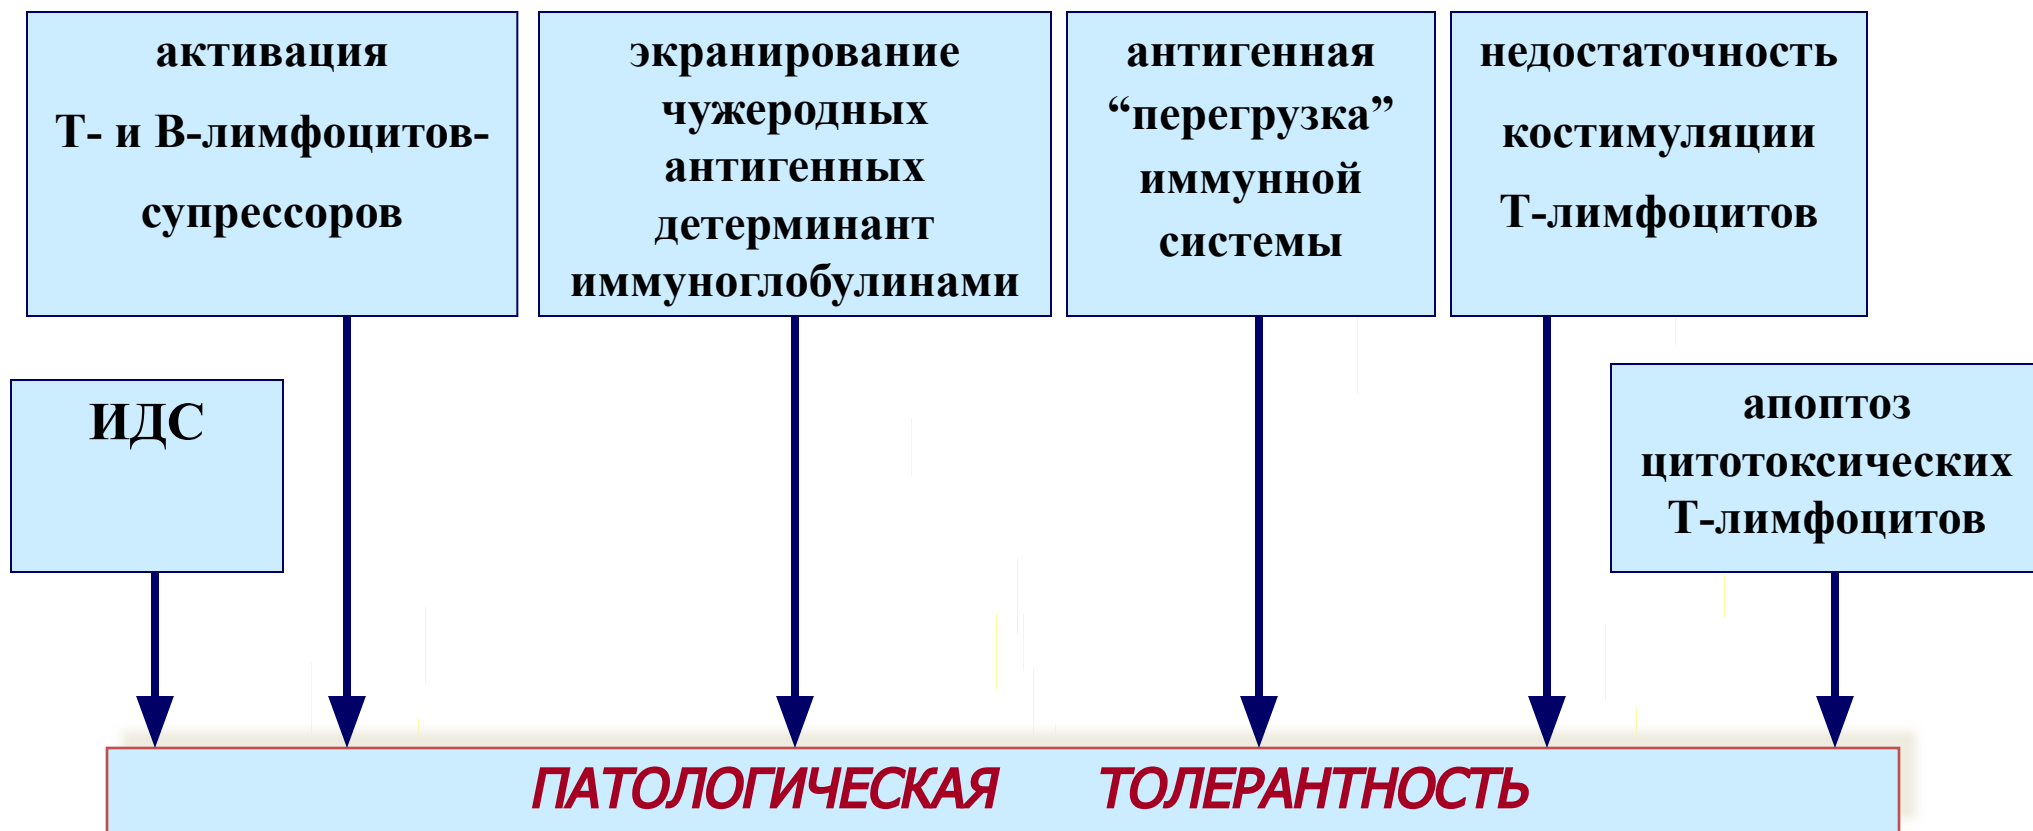 активация
Т- и В-лимфоцитов-
супрессоров
экранирование
чужеродных
антигенных
детерминант
иммуноглобулинами
антигенная
“перегрузка”
иммунной
системы
недостаточность
костимуляции
Т-лимфоцитов
ИДС
апоптоз
цитотоксических
Т-лимфоцитов
ПАТОЛОГИЧЕСКАЯ ТОЛЕРАНТНОСТЬ